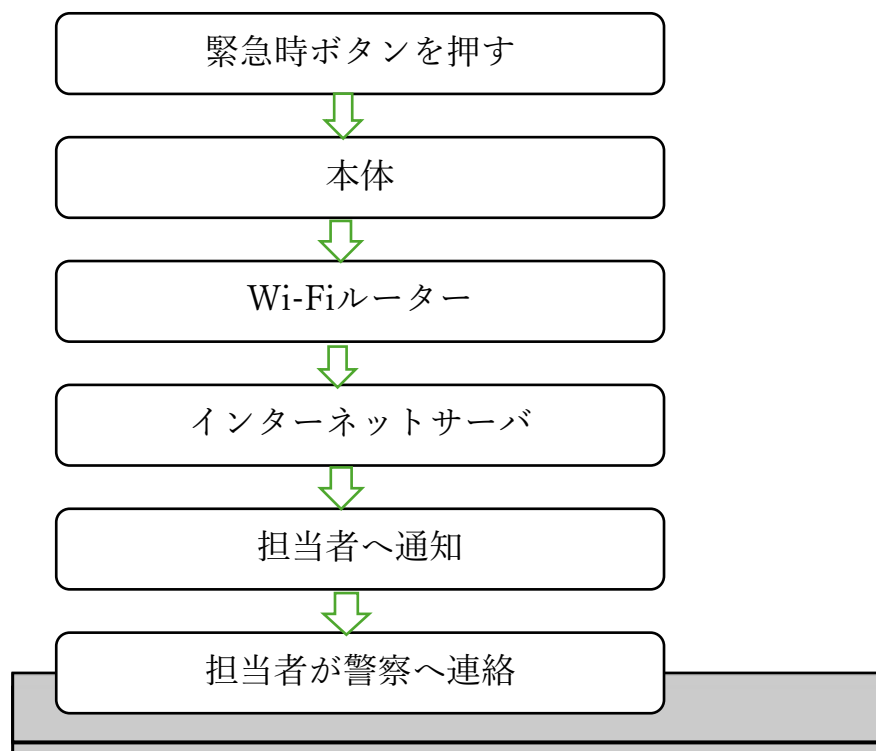 緊急時ボタンを押す
本体
Wi-Fiルーター
インターネットサーバ
担当者へ通知
担当者が警察へ連絡